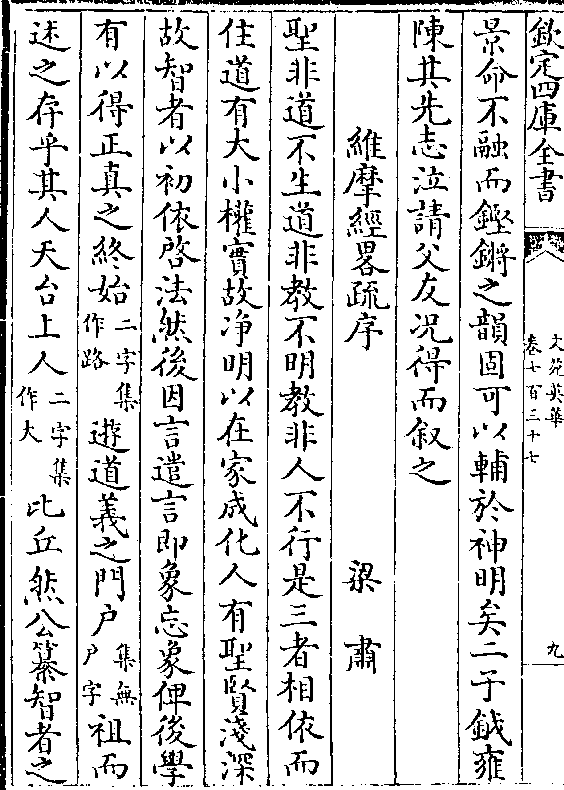 欽定四庫全書
文苑英華
卷七百三十七
九
景命不融而鏗鏘之韻固可以輔於神明矣二子鉞雍
陳其先志泣請父友况得而叙之
維摩經畧疏序 梁肅
聖非道不生道非教不明教非人不行是三者相依而
住道有大小權實故净明以在家成化人有聖賢淺深
故智者以初依啓法然後因言遣言即象忘象俾後學
有以得正真之終始二字集作路遊道義之門户集無户字祖而
述之存乎其人天台上人二字集作大比丘然公纂智者之